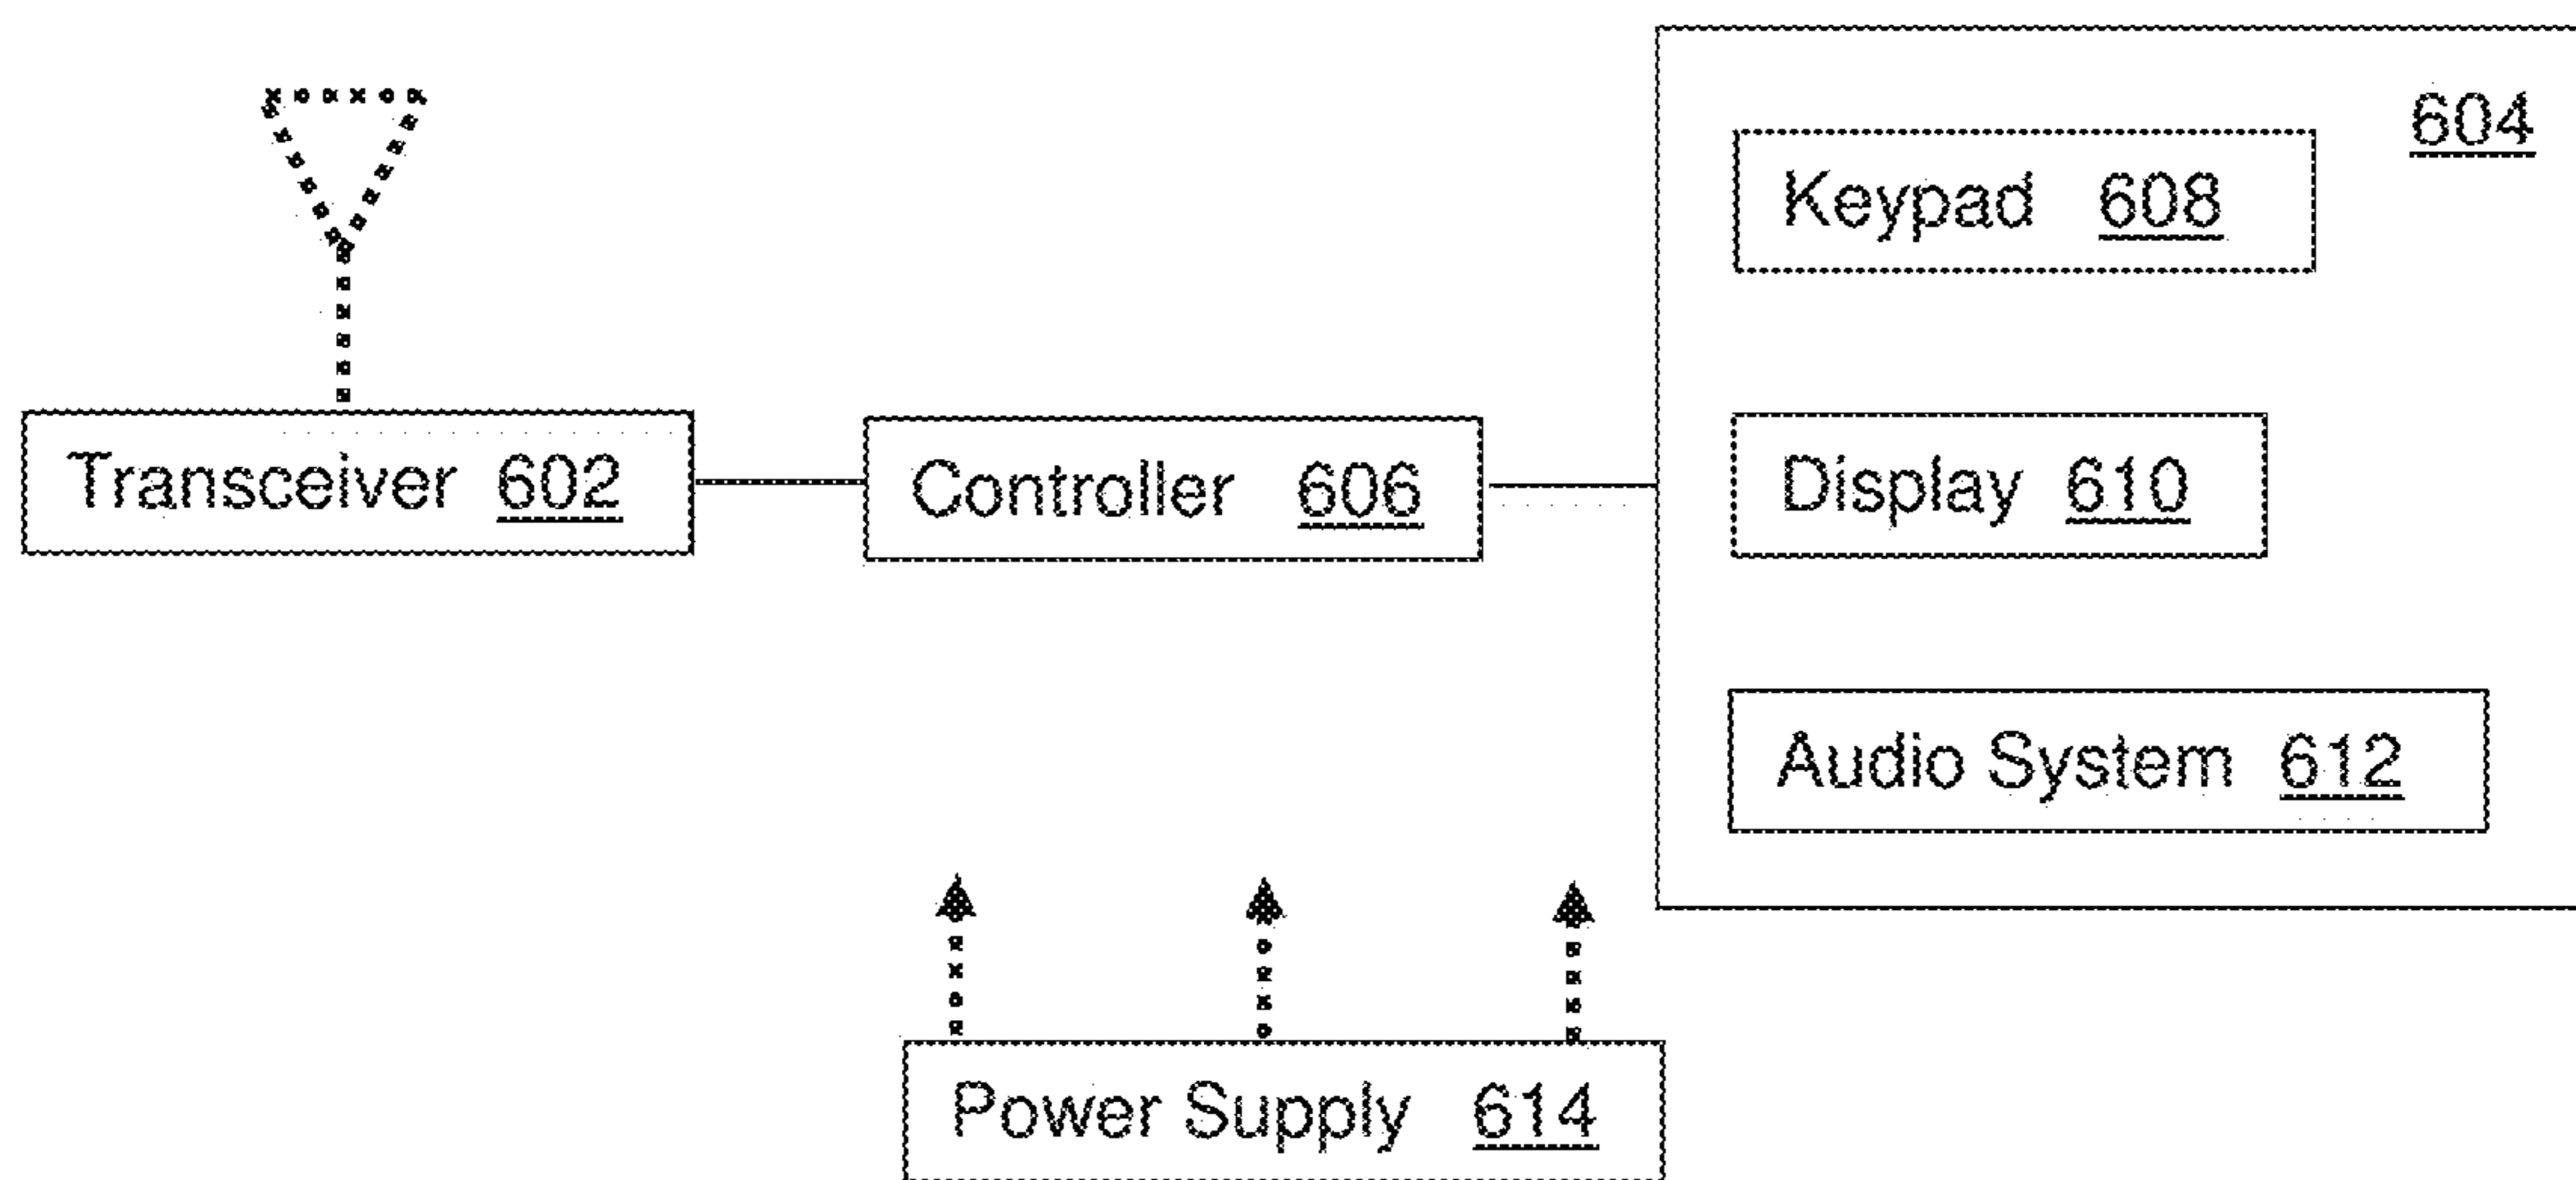 604
Keypad 608
Transceiver 602
Controller 606
Display 610
Audio System 612
Power Supply 614